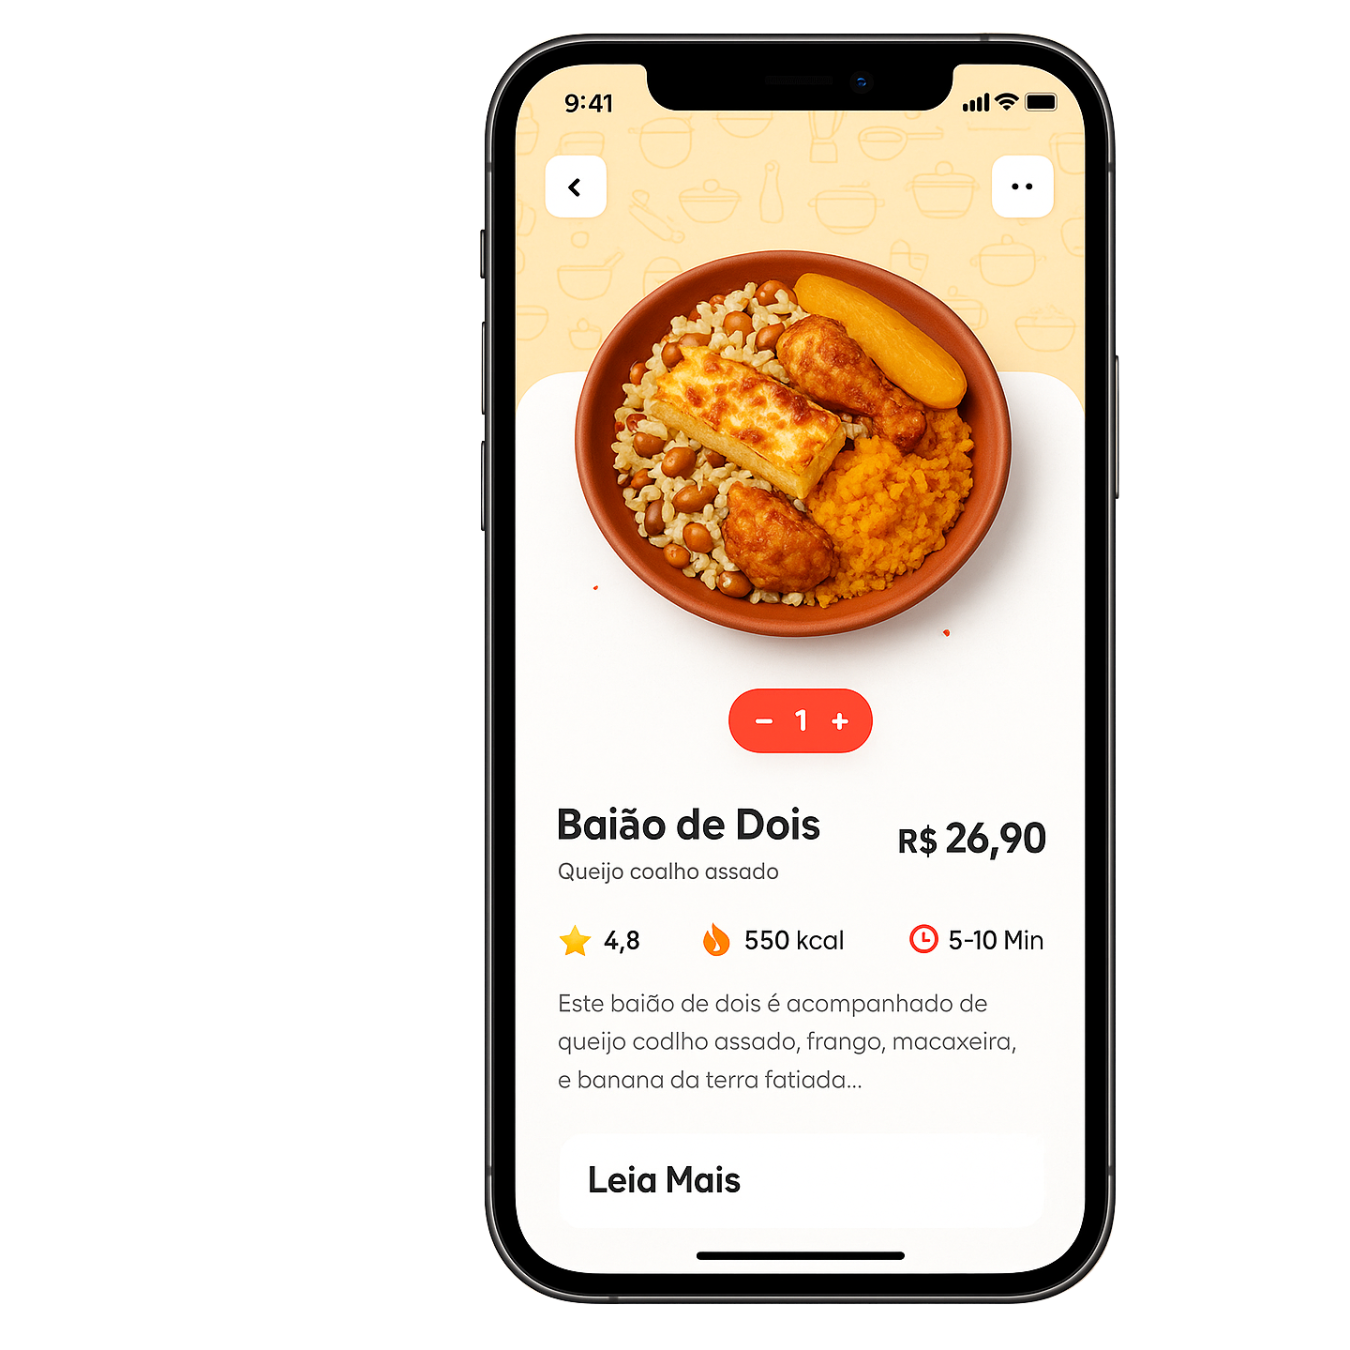 9:41
− 1 +
Baião de Dois
R$ 26,90
Queijo coalho assado
4,8
550 kcal
5-10 Min
Este baião de dois é acompanhado de
queijo codlho assado, frango, macaxeira,
e banana da terra fatiada...
Leia Mais